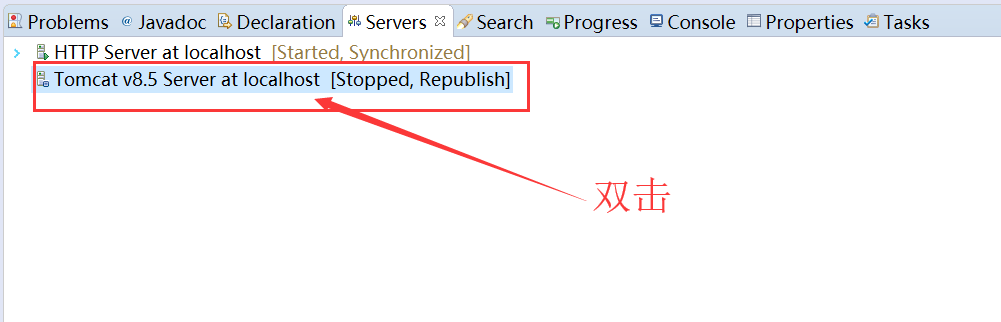 Problems @ Javadoc Declaration Servers Search Progress Console Properties Tasks
HTTP Server at localhost [Started, Synchronized]
Tomcat v8.5 Server at localhost [Stopped, Republish]
双击